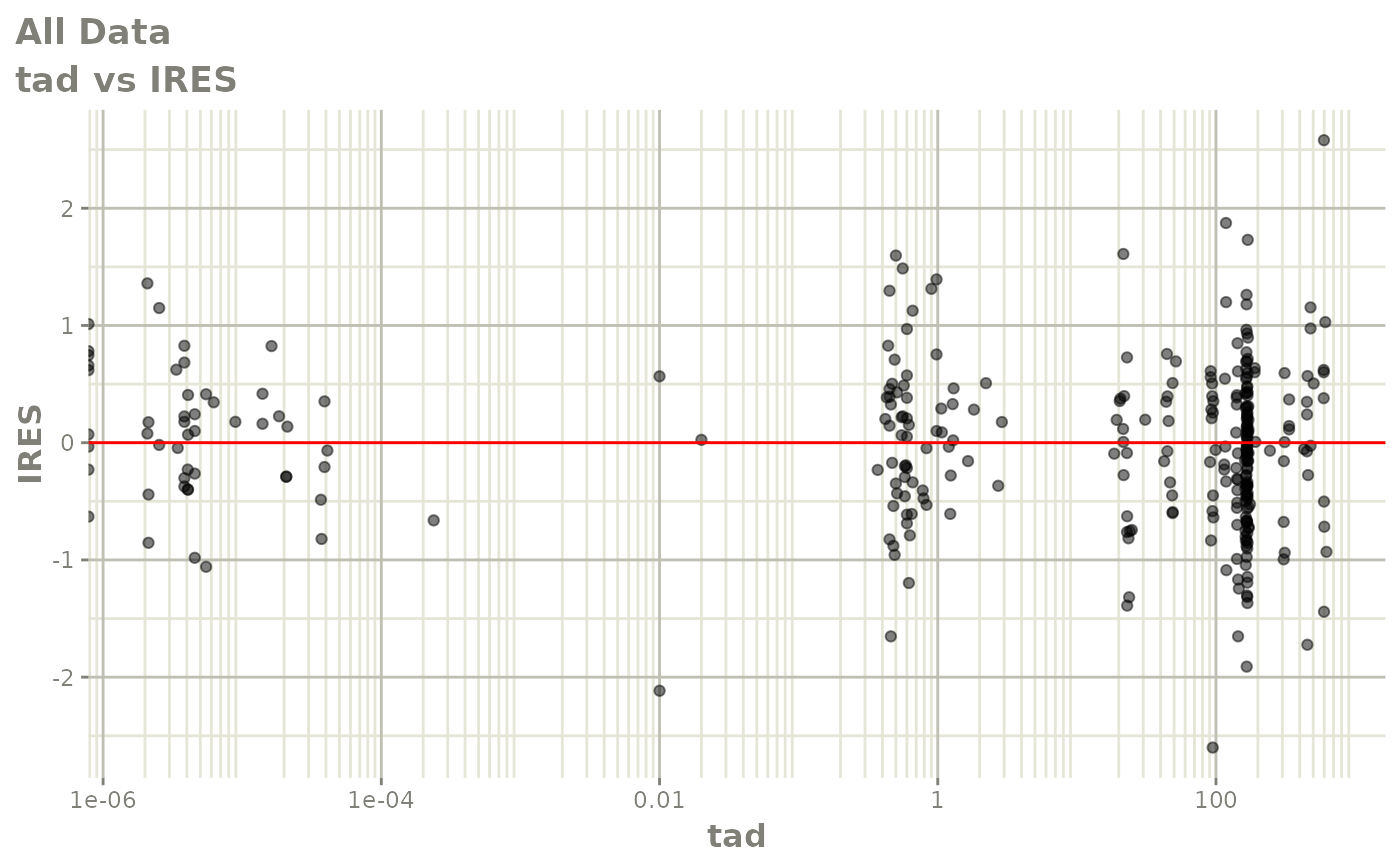 All Data
tad vs IRES
IRES
2
1
0
-1
-2
1e-06
1e-04
0.01
1
100
tad